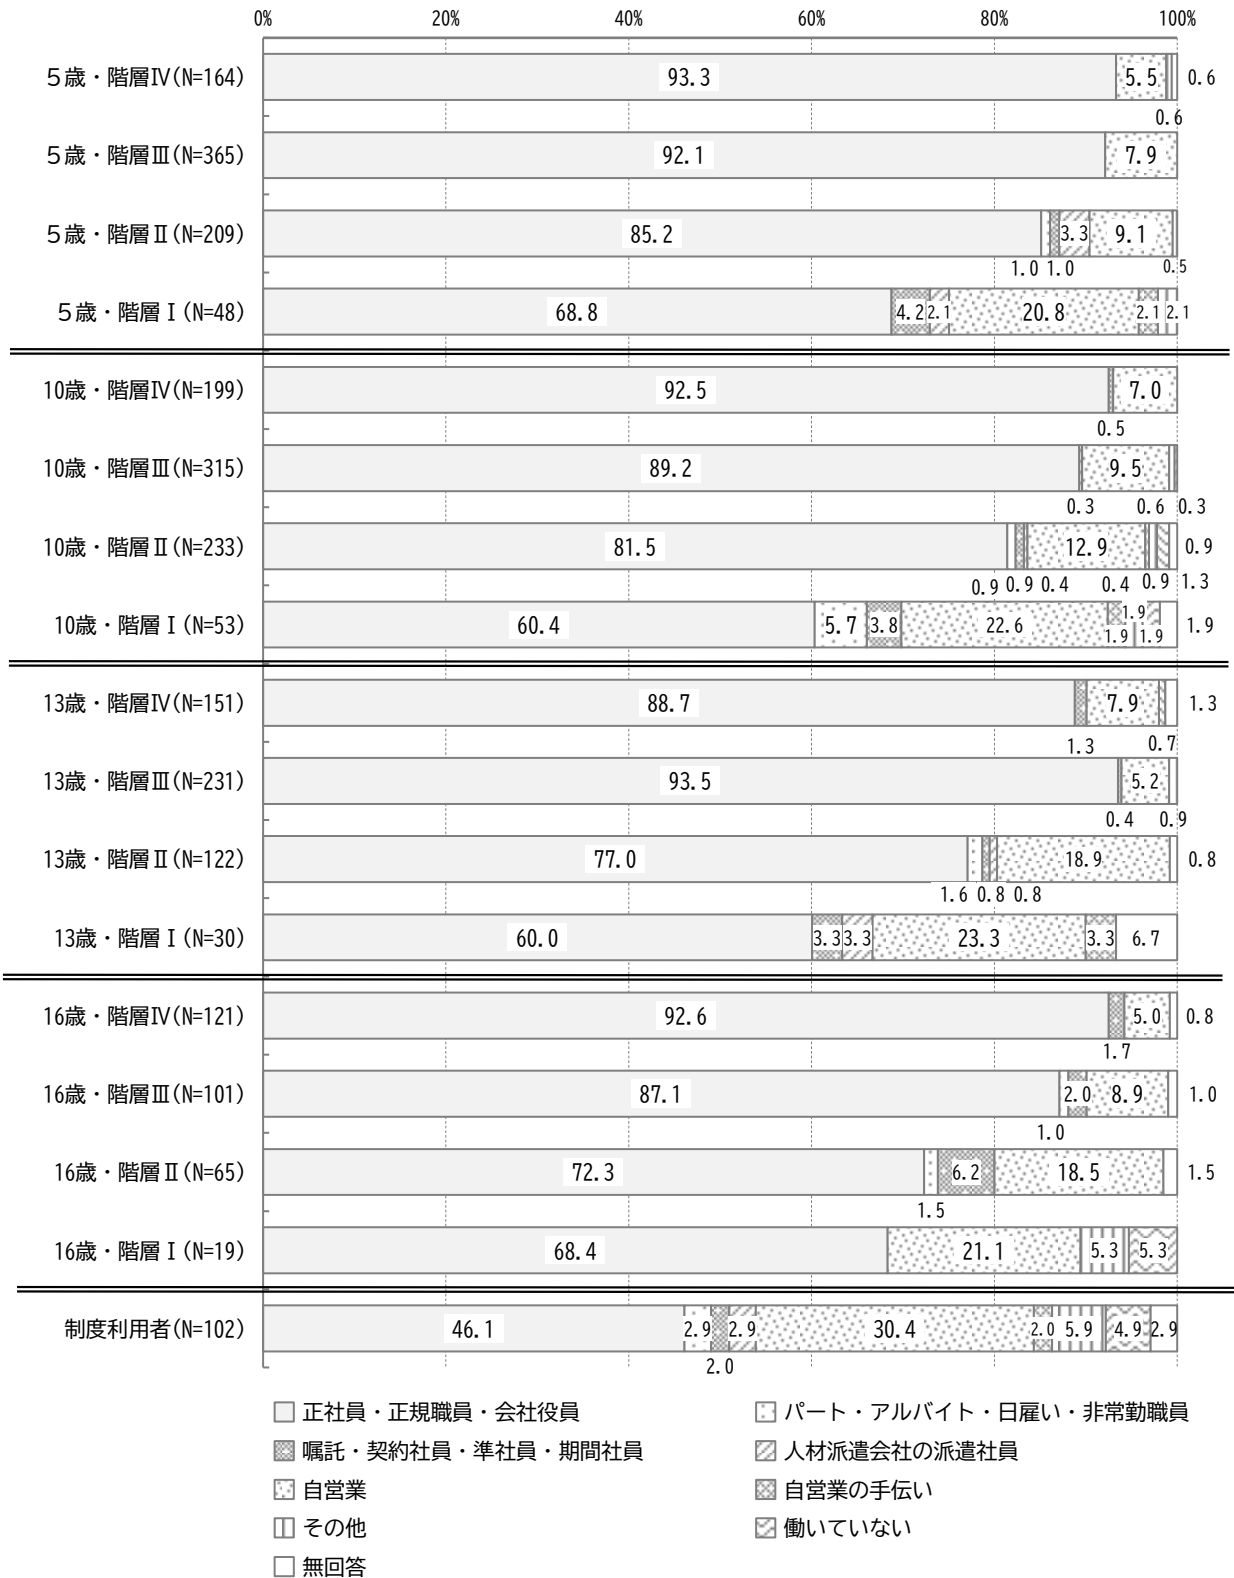 0% 20% 40% 60% 80% 100%
5歳・階層Ⅳ(N=164) 93.3 5.5 0.6
0.6
5歳・階層Ⅲ(N=365) 92.1 7.9
5歳・階層Ⅱ(N=209) 85.2 3.3 9.1
1.0 1.0 0.5
5歳・階層Ⅰ(N=48) 68.8 4.2 2.1 20.8 2.1 2.1
10歳・階層Ⅳ(N=199) 92.5 7.0
0.5
10歳・階層Ⅲ(N=315) 89.2 9.5
0.3 0.6 0.3
10歳・階層Ⅱ(N=233) 81.5 12.9 0.9
0.9 0.9 0.4 0.4 0.9 1.3
10歳・階層Ⅰ(N=53) 60.4 5.7 3.8 22.6 1.9 1.9 1.9 1.9
13歳・階層Ⅳ(N=151) 88.7 7.9 1.3
1.3 0.7
13歳・階層Ⅲ(N=231) 93.5 5.2
0.4 0.9
13歳・階層Ⅱ(N=122) 77.0 18.9 0.8
1.6 0.8 0.8
13歳・階層Ⅰ(N=30) 60.0 3.3 3.3 23.3 3.3 6.7
16歳・階層Ⅳ(N=121) 92.6 5.0 0.8
1.7
16歳・階層Ⅲ(N=101) 87.1 2.0 8.9 1.0
1.0
16歳・階層Ⅱ(N=65) 72.3 6.2 18.5 1.5
1.5
16歳・階層Ⅰ(N=19) 68.4 21.1 5.3 5.3
制度利用者(N=102) 46.1 2.9 2.9 30.4 2.0 5.9 4.9 2.9
2.0
正社員・正規職員・会社役員 パート・アルバイト・日雇い・非常勤職員
嘱託・契約社員・準社員・期間社員 人材派遣会社の派遣社員
自営業 自営業の手伝い
その他 働いていない
無回答